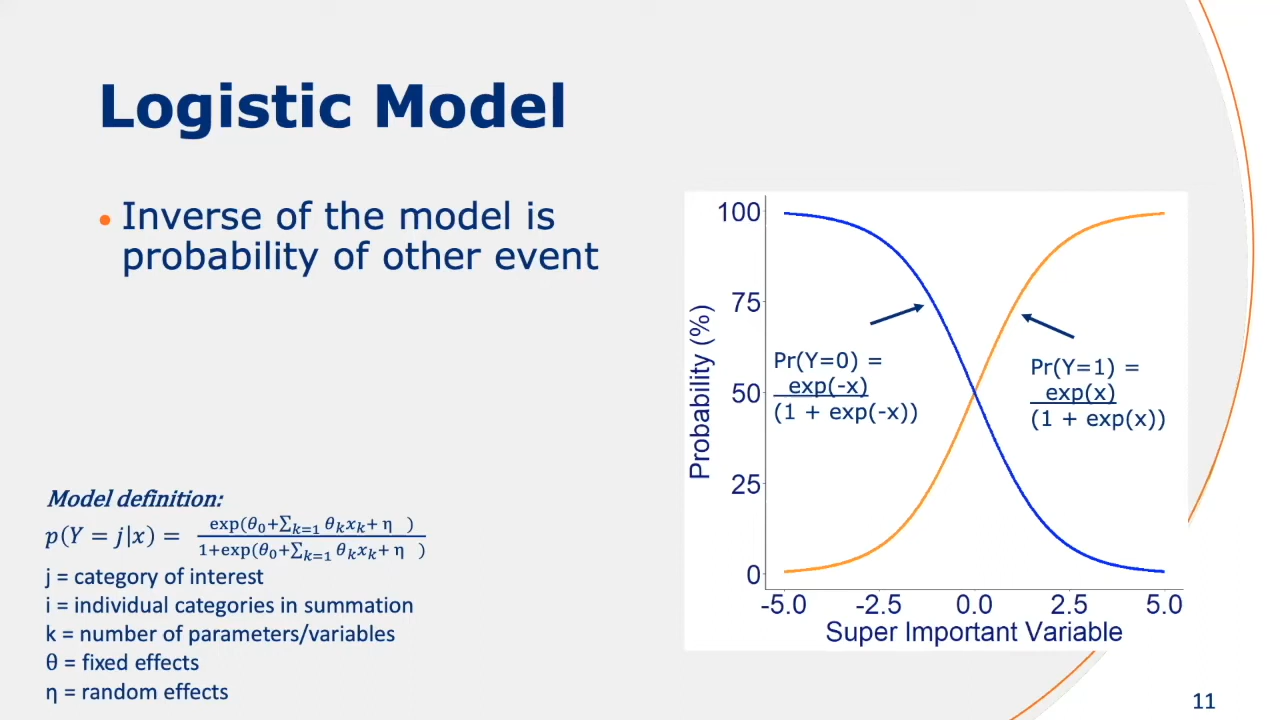 Logistic Model
• Inverse of the model is
probability of other event
Model definition:
p(Y = j|x) = exp(θ₀+∑ₖ₌₁ θₖxₖ+ η )
1+exp(θ₀+∑ₖ₌₁ θₖxₖ+ η )
j = category of interest
i = individual categories in summation
k = number of parameters/variables
θ = fixed effects
η = random effects
Probability (%)
100
75
50
25
0
Pr(Y=0) =
exp(-x)
(1 + exp(-x))
Pr(Y=1) =
exp(x)
(1 + exp(x))
-5.0 -2.5 0.0 2.5 5.0
Super Important Variable
11